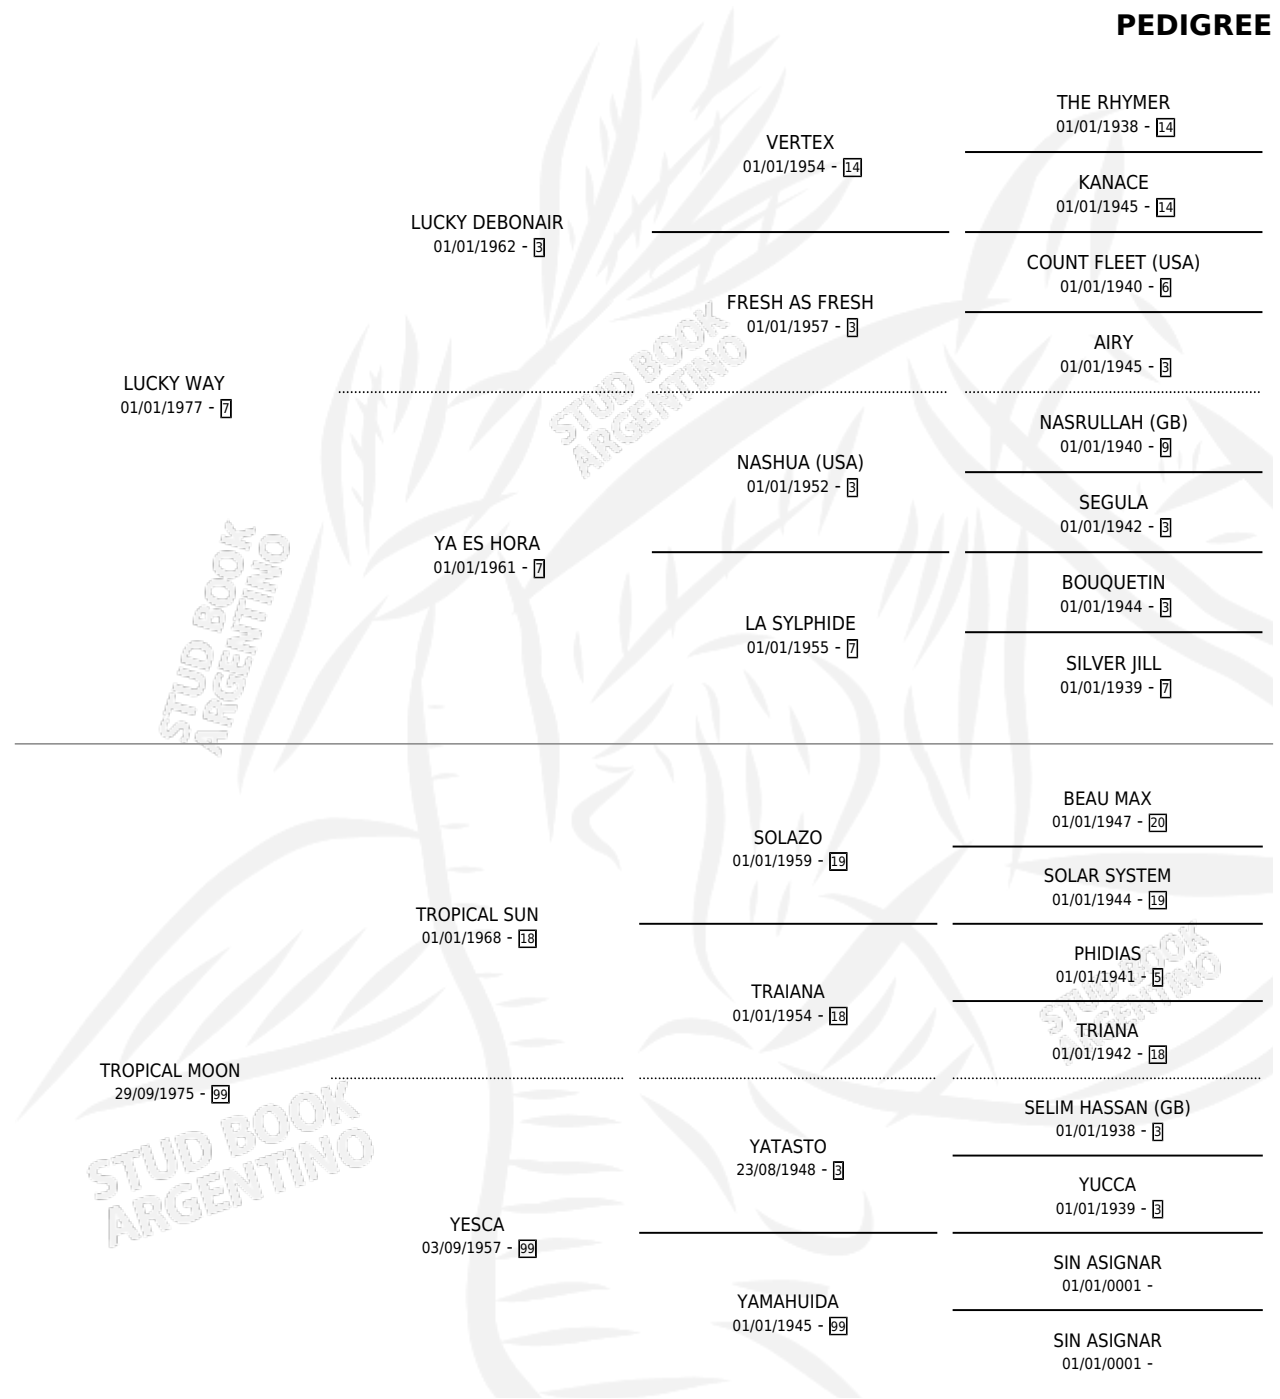 PEDIGREE
THE RHYMER
01/01/1938 - 14
VERTEX
01/01/1954 - 14
KANACE
01/01/1945 - 14
LUCKY DEBONAIR
01/01/1962 - 3
COUNT FLEET (USA)
01/01/1940 - 6
FRESH AS FRESH
01/01/1957 - 3
AIRY
01/01/1945 - 3
LUCKY WAY
01/01/1977 - 7
NASRULLAH (GB)
01/01/1940 - 9
NASHUA (USA)
01/01/1952 - 3
SEGULA
01/01/1942 - 3
YA ES HORA
01/01/1961 - 7
BOUQUETIN
01/01/1944 - 3
LA SYLPHIDE
01/01/1955 - 7
SILVER JILL
01/01/1939 - 7
BEAU MAX
01/01/1947 - 20
SOLAZO
01/01/1959 - 19
SOLAR SYSTEM
01/01/1944 - 19
TROPICAL SUN
01/01/1968 - 18
PHIDIAS
01/01/1941 - 5
TRAIANA
01/01/1954 - 18
TRIANA
01/01/1942 - 18
TROPICAL MOON
29/09/1975 - 99
SELIM HASSAN (GB)
01/01/1938 - 3
YATASTO
23/08/1948 - 3
YUCCA
01/01/1939 - 3
YESCA
03/09/1957 - 99
SIN ASIGNAR
01/01/0001 -
YAMAHUIDA
01/01/1945 - 99
SIN ASIGNAR
01/01/0001 -
STUD BOOK
ARGENTINO
STUD BOOK
ARGENTINO
STUD BOOK
ARGENTINO
STUD BOOK
ARGENTINO